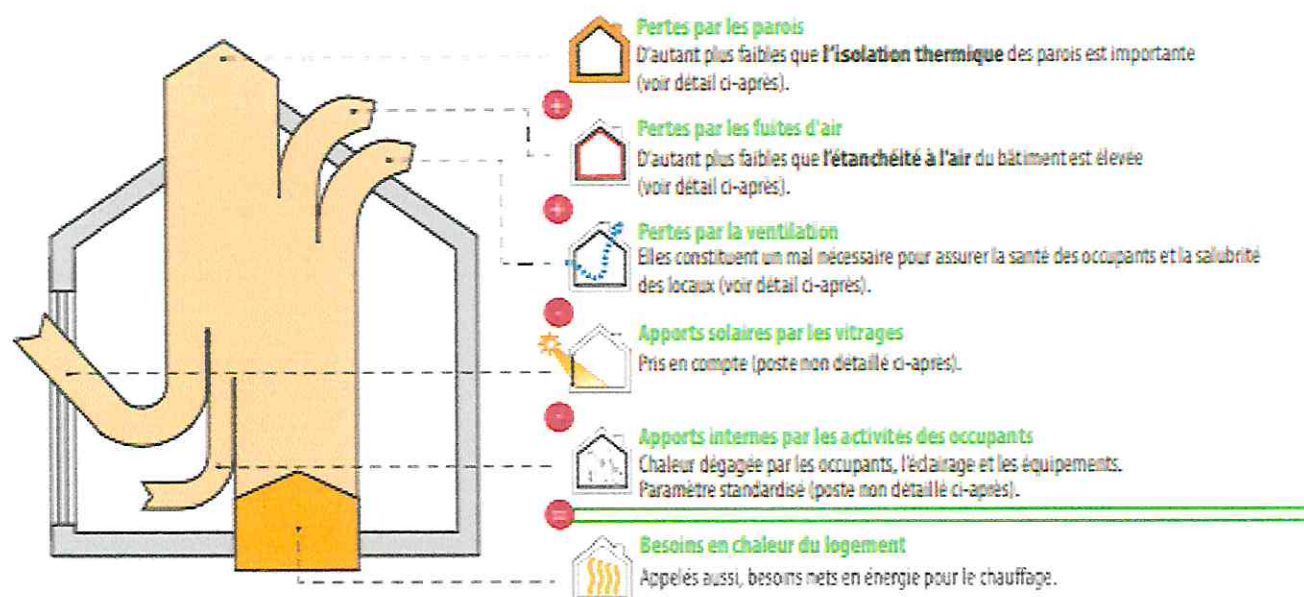 Pertes par les parois
D'autant plus faibles que l'isolation thermique des parois est importante
(voir détail ci-après).
+
Pertes par les fuites d'air
D'autant plus faibles que l'étanchéité à l'air du bâtiment est élevée
(voir détail ci-après).
+
Pertes par la ventilation
Elles constituent un mal nécessaire pour assurer la santé des occupants et la salubrité
des locaux (voir détail ci-après).
-
Apports solaires par les vitrages
Pris en compte (poste non détaillé ci-après).
-
Apports internes par les activités des occupants
Chaleur dégagée par les occupants, l'éclairage et les équipements.
Paramètre standardisé (poste non détaillé ci-après).
=
Besoins en chaleur du logement
Appelés aussi, besoins nets en énergie pour le chauffage.